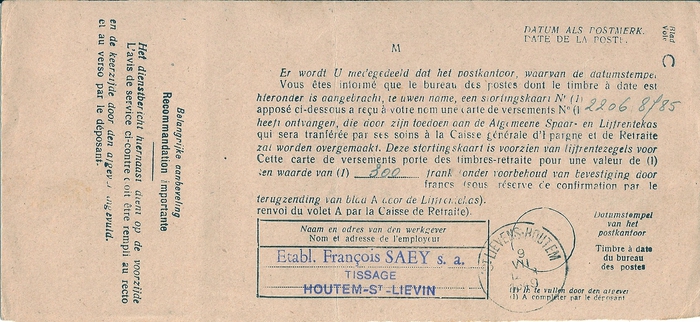 DATUM ALS POSTMERK.
DATE DE LA POSTE.
Blad
Volet
C
M
Er wordt U medegedeeld dat het postkantoor, waarvan de datumstempel
Vous êtes informé que le bureau des postes dont le timbre à date est
hieronder is aangebracht, te uwen name, een stortingskaart Nº (1)
apposé ci-dessous a reçu à votre nom une carte de versements Nº (1
2206.8/85
heeft ontvangen, die door zijn toedoen aan de Algemeene Spaar- en Lijfrentekas
qui sera tranférée par ses soins à la Caisse générale d'Epargne et de Retraite
zal worden overgemaakt. Deze stortingskaart is voorzien van lijfrentezegels voor
Cette carte de versements porte des timbres-retraite pour une valeur de (1)
een waarde van (1) 300 frank (onder voorbehoud van bevestiging door
francs (sous réserve de confirmation par le
terugzending van blad A door de Lijfrentekas).
renvoi du volet A par la Caisse de Retraite).
Naam en adres van den werkgever
Nom et adresse de l'employeur
Etabl. François SAEY s. a.
TISSAGE
HOUTEM-ST-LIEVIN
LIEVENS-HOUTEM
9
VII
Datumstempel
van het
postkantoor
Timbre à date
du bureau
des postes
(1) in te vullen door den afgever
(1) A compléter par le déposant
Belangrijke aanbeveling
Recommandation importante
Het dienstbericht hiernaast dient op de voorzijde
L'avis de service ci-contre doit être rempli au recto
en de keerzijde door den afgever ingevuld.
et au verso par le déposant.